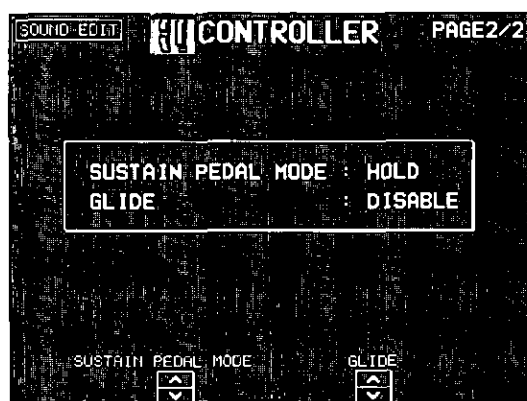 SOUND EDIT
CONTROLLER
PAGE2/2
SUSTAIN PEDAL MODE : HOLD
GLIDE : DISABLE
SUSTAIN PEDAL MODE
GLIDE